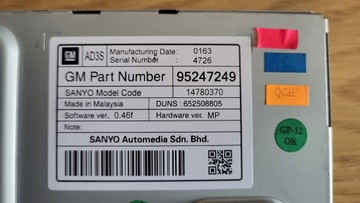 GM AD3S Manufacturing Date: 0163
Serial Number : 4726
GM Part Number 95247249
SANYO Model Code 14780370
Made in Malaysia DUNS : 652508805
Software ver. 0.46f Hardware ver. MP
Note:
SANYO Automedia Sdn. Bhd.
GP-12
OK